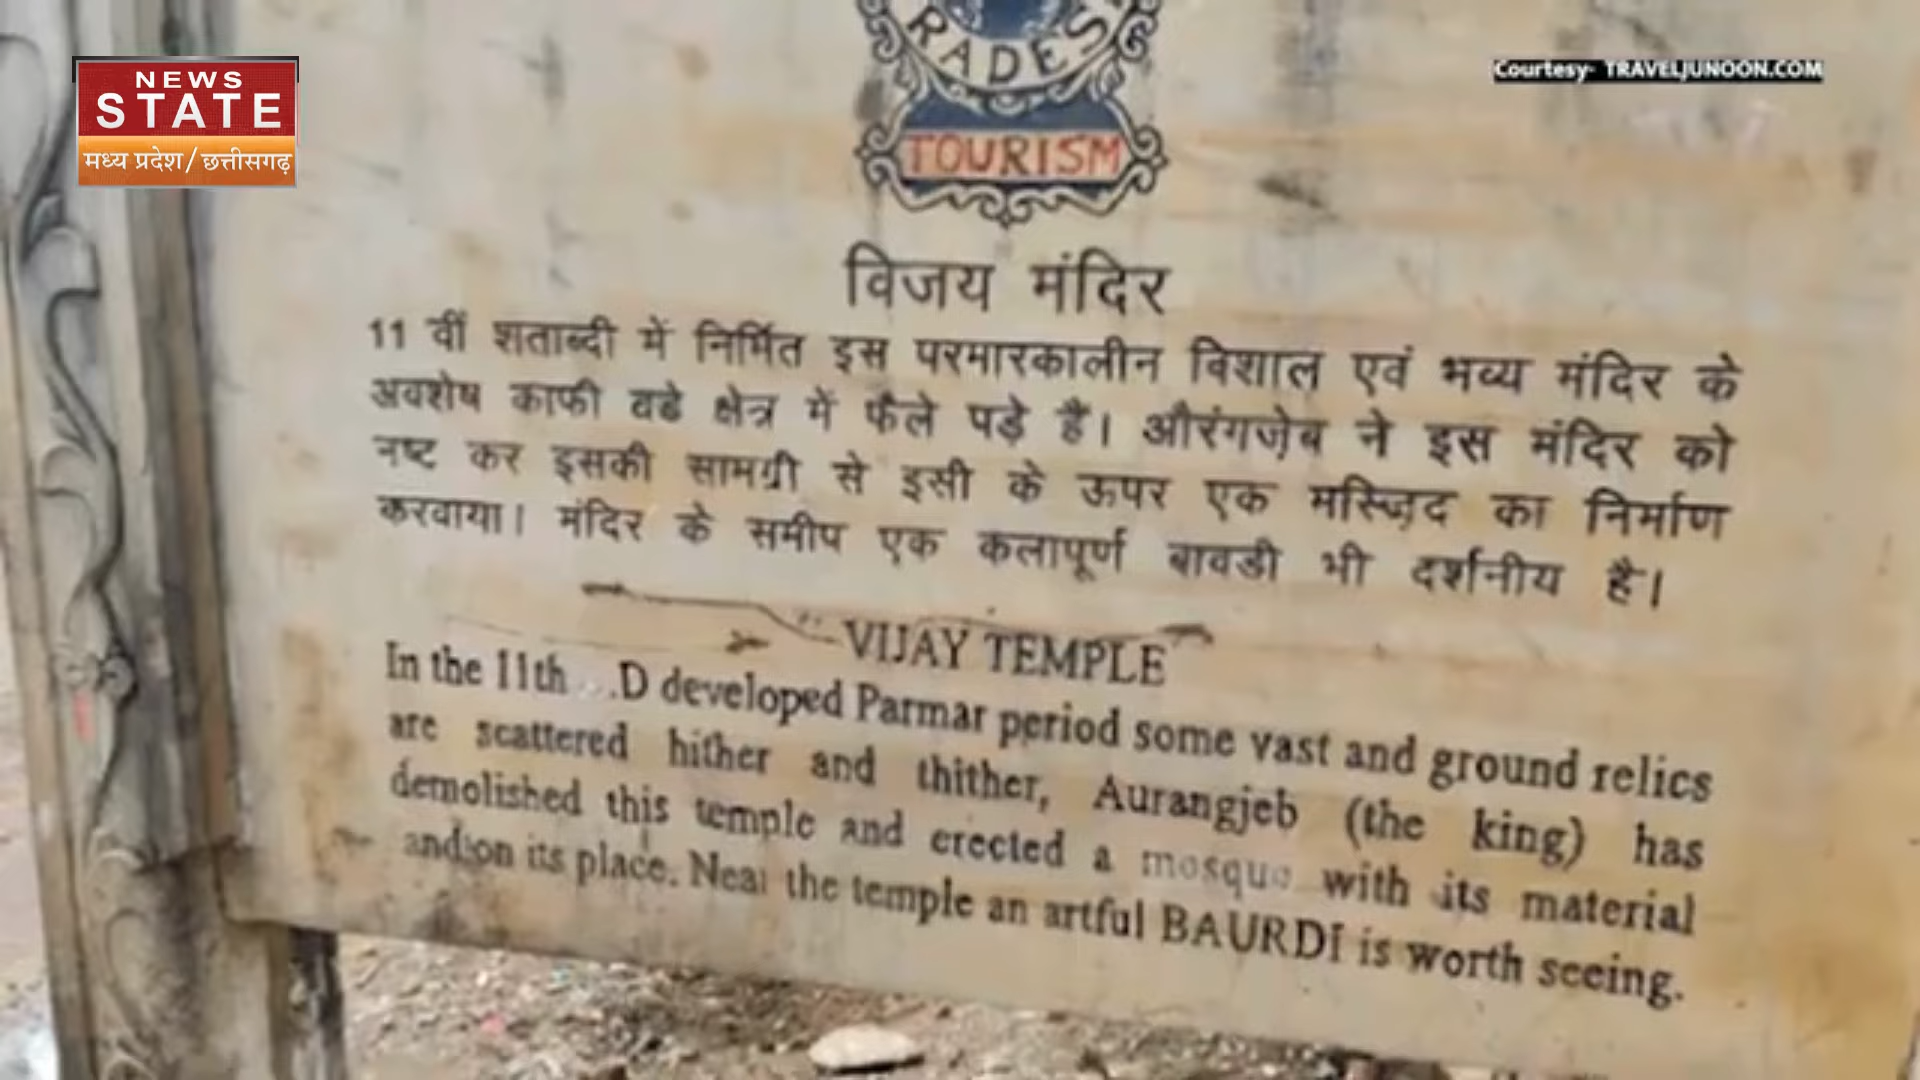 NEWS
STATE
मध्य प्रदेश/छत्तीसगढ़
Courtesy- TRAVELJUNOON.COM
RADES
TOURISM
विजय मंदिर
11 वीं शताब्दी में निर्मित इस परमारकालीन विशाल एवं भव्य मंदिर के
अवशेष काफी वडे क्षेत्र में फैले पड़े हैं। औरंगजे़ब ने इस मंदिर को
नष्ट कर इसकी सामग्री से इसी के ऊपर एक मस्जि़द का निर्माण
करवाया। मंदिर के समीप एक कलापूर्ण बावडी भी दर्शनीय है।
VIJAY TEMPLE
In the 11th .D developed Parmar period some vast and ground relics
are scattered hither and thither, Aurangjeb (the king) has
demolished this temple and erected a mosque with its material
and on its place. Near the temple an artful BAURDI is worth seeing.